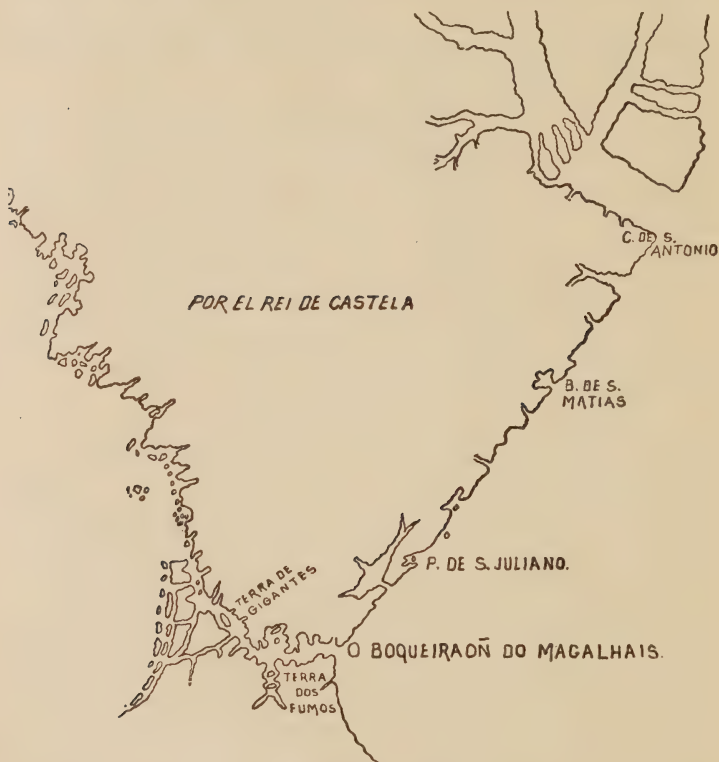 C. DE S.
ANTONIO
POR EL REI DE CASTELA
B. DE S.
MATIAS
P. DE S. JULIANO.
TERRA DE
GIGANTES
O BOQUEIRAOÑ DO MAGALHAIS.
TERRA
DOS
FUMOS